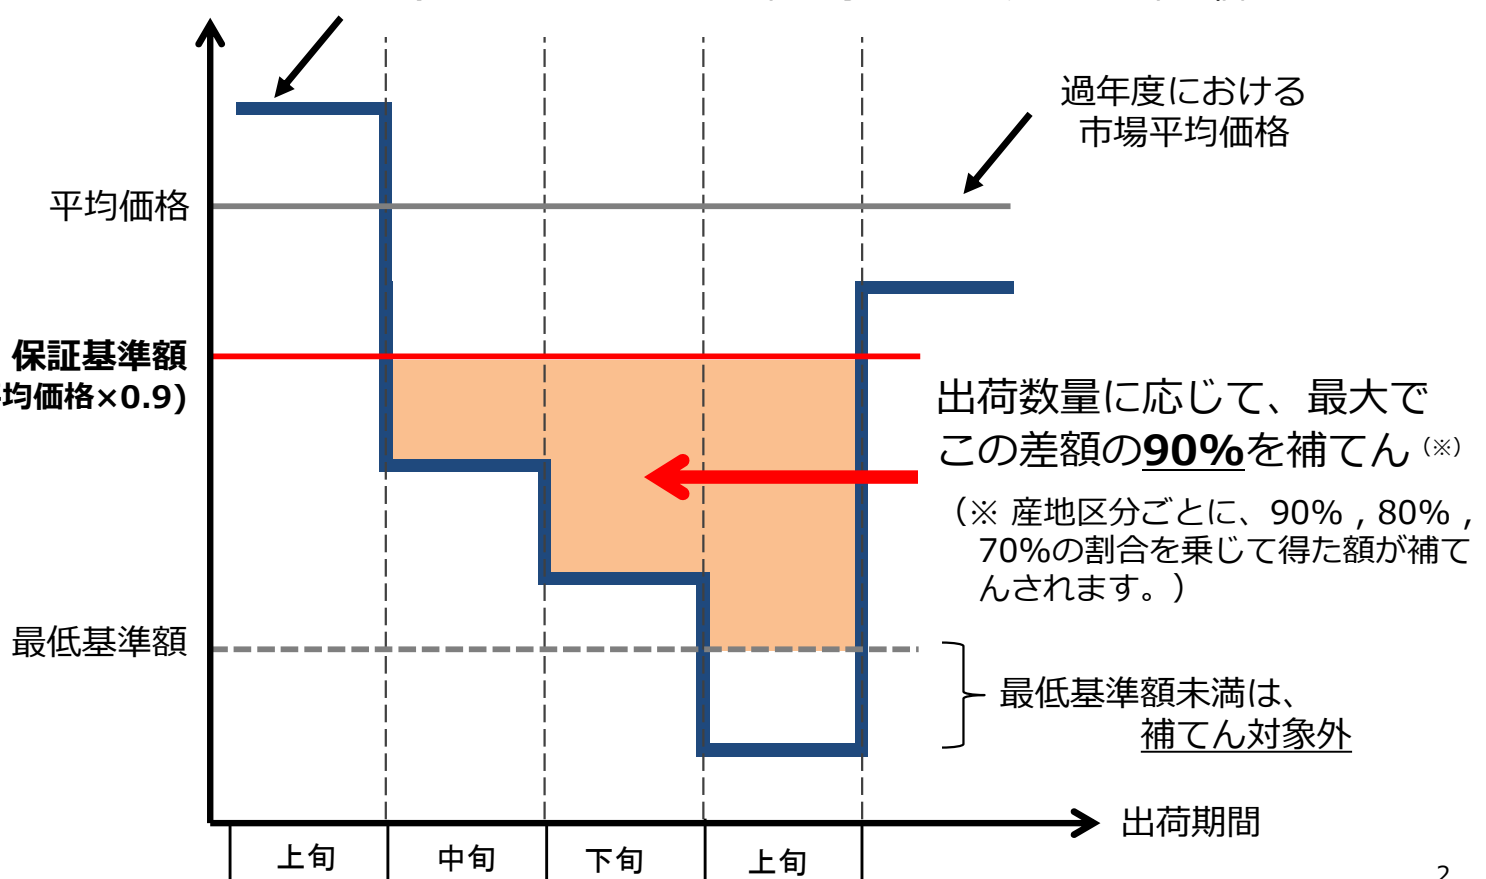 過年度における
市場平均価格
平均価格
保証基準額
均価格×0.9)
出荷数量に応じて、最大で
この差額の90%を補てん(※)
(※ 産地区分ごとに、90%,80%,
70%の割合を乗じて得た額が補て
んされます。)
最低基準額
最低基準額未満は、
補てん対象外
出荷期間
上旬 中旬 下旬 上旬
2